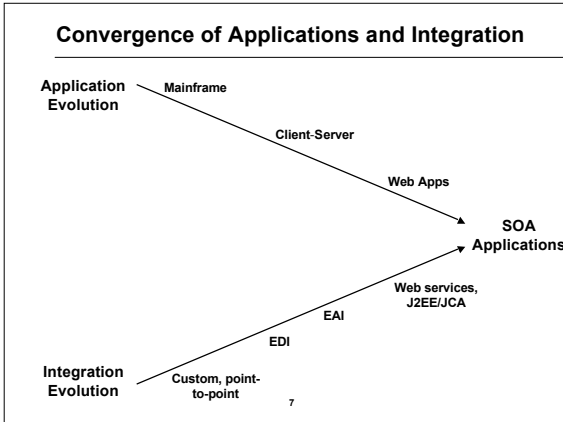 Convergence of Applications and Integration
Application
Evolution
Mainframe
Client-Server
Web Apps
SOA
Applications
Web services,
J2EE/JCA
EAI
EDI
Integration
Evolution
Custom, point-
to-point
7